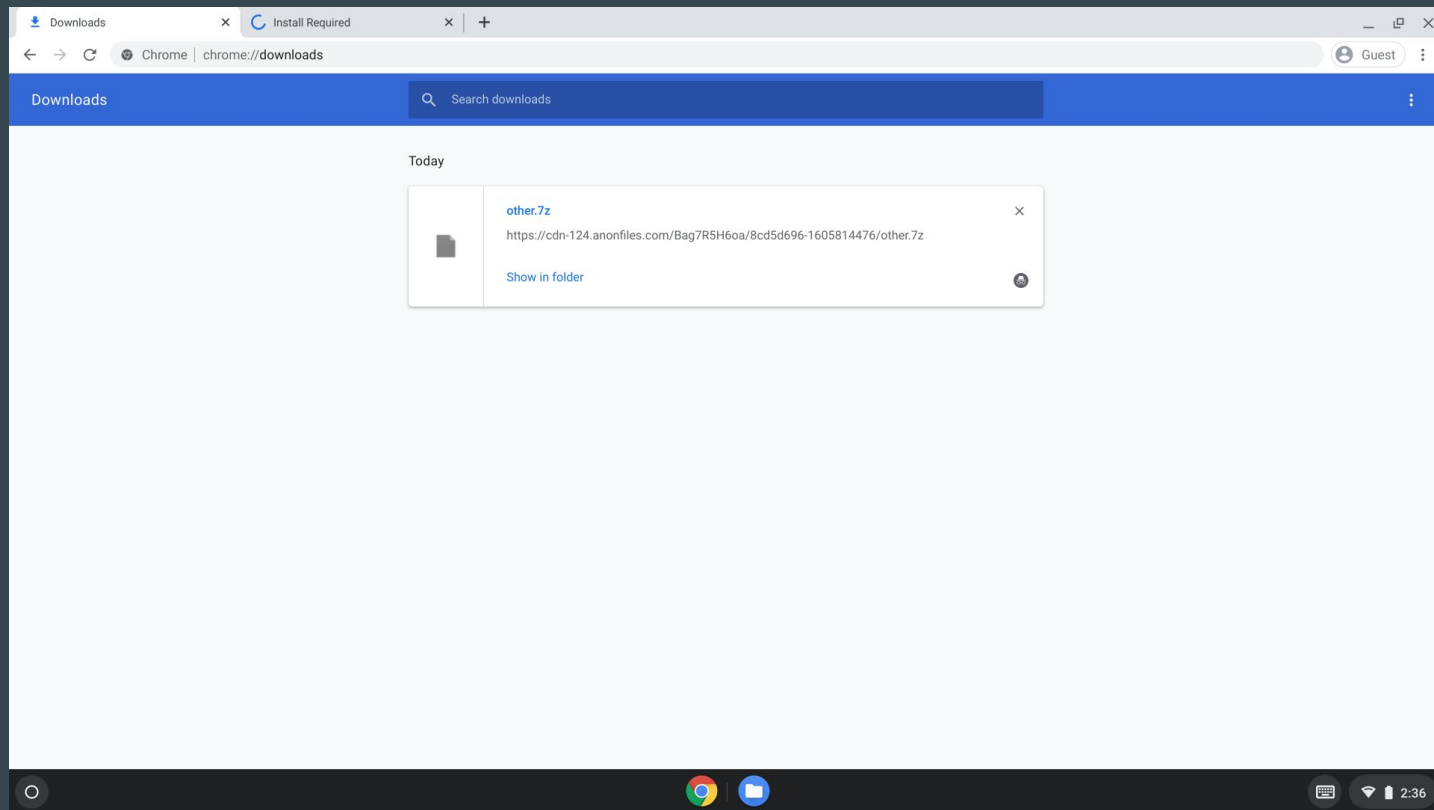 Downloads
Install Required
Chrome | chrome://downloads
Guest
Downloads
Search downloads
Today
other.7z
https://cdn-124.anonfiles.com/Bag7R5H6oa/8cd5d696-1605814476/other.7z
Show in folder
2:36